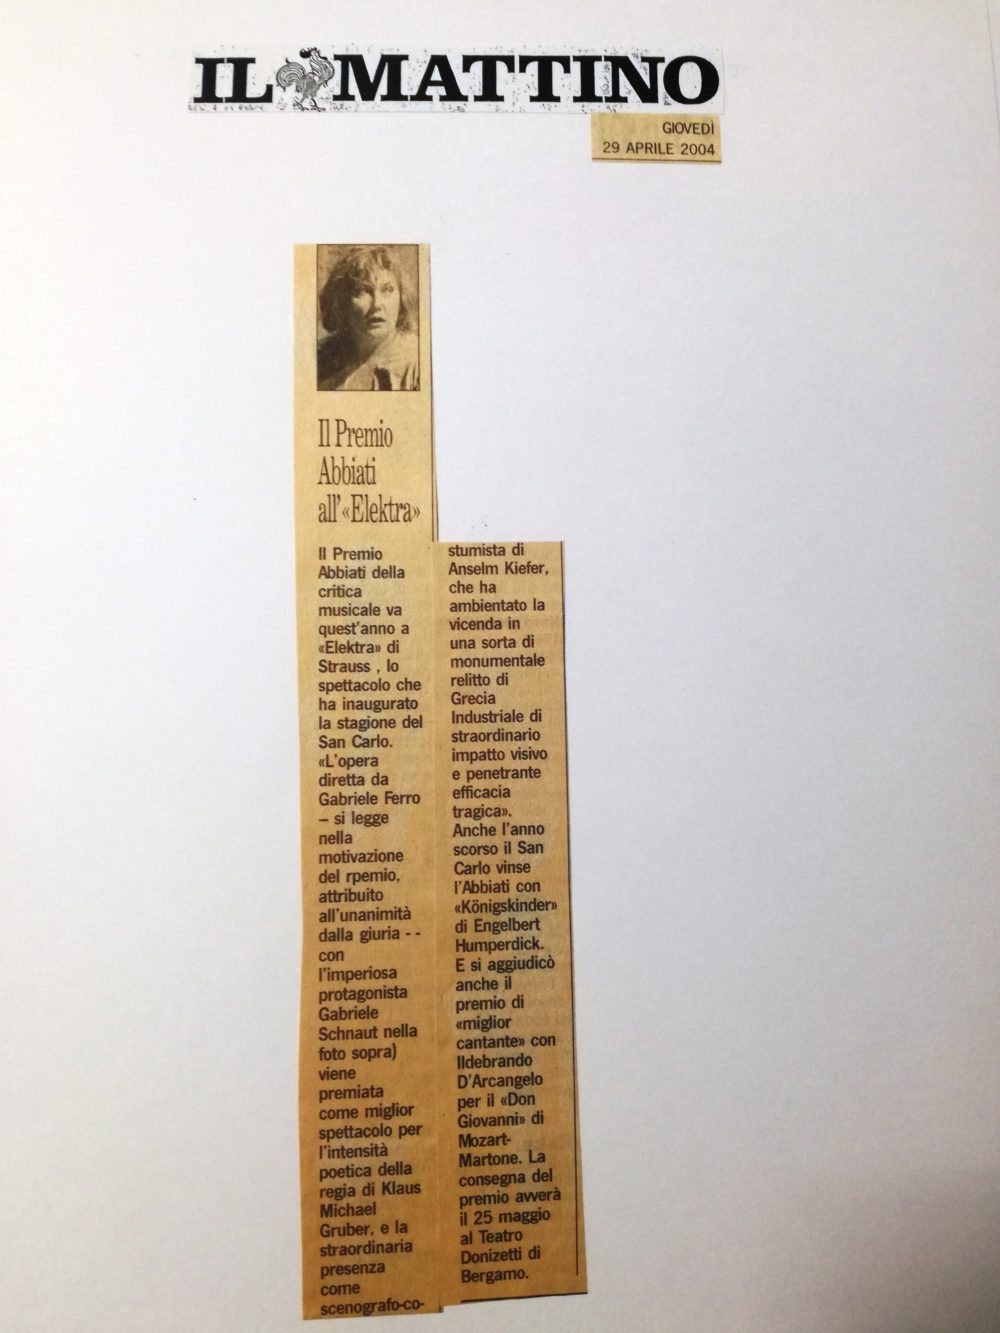 IL MATTINO
GIOVEDÌ
29 APRILE 2004
Il Premio
Abbiati
all'«Elektra»
Il Premio
Abbiati della
critica
musicale va
quest'anno a
«Elektra» di
Strauss , lo
spettacolo che
ha inaugurato
la stagione del
San Carlo.
«L'opera
diretta da
Gabriele Ferro
– si legge
nella
motivazione
del rpemio,
attribuito
all'unanimità
dalla giuria - -
con
l'imperiosa
protagonista
Gabriele
Schnaut nella
foto sopra)
viene
premiata
come miglior
spettacolo per
l'intensità
poetica della
regia di Klaus
Michael
Gruber, e la
straordinaria
presenza
come
scenografo-co-
stumista di
Anselm Kiefer,
che ha
ambientato la
vicenda in
una sorta di
monumentale
relitto di
Grecia
Industriale di
straordinario
impatto visivo
e penetrante
efficacia
tragica».
Anche l'anno
scorso il San
Carlo vinse
l'Abbiati con
«Königskinder»
di Engelbert
Humperdick.
E si aggiudicò
anche il
premio di
«miglior
cantante» con
Ildebrando
D'Arcangelo
per il «Don
Giovanni» di
Mozart-
Martone. La
consegna del
premio avverà
il 25 maggio
al Teatro
Donizetti di
Bergamo.